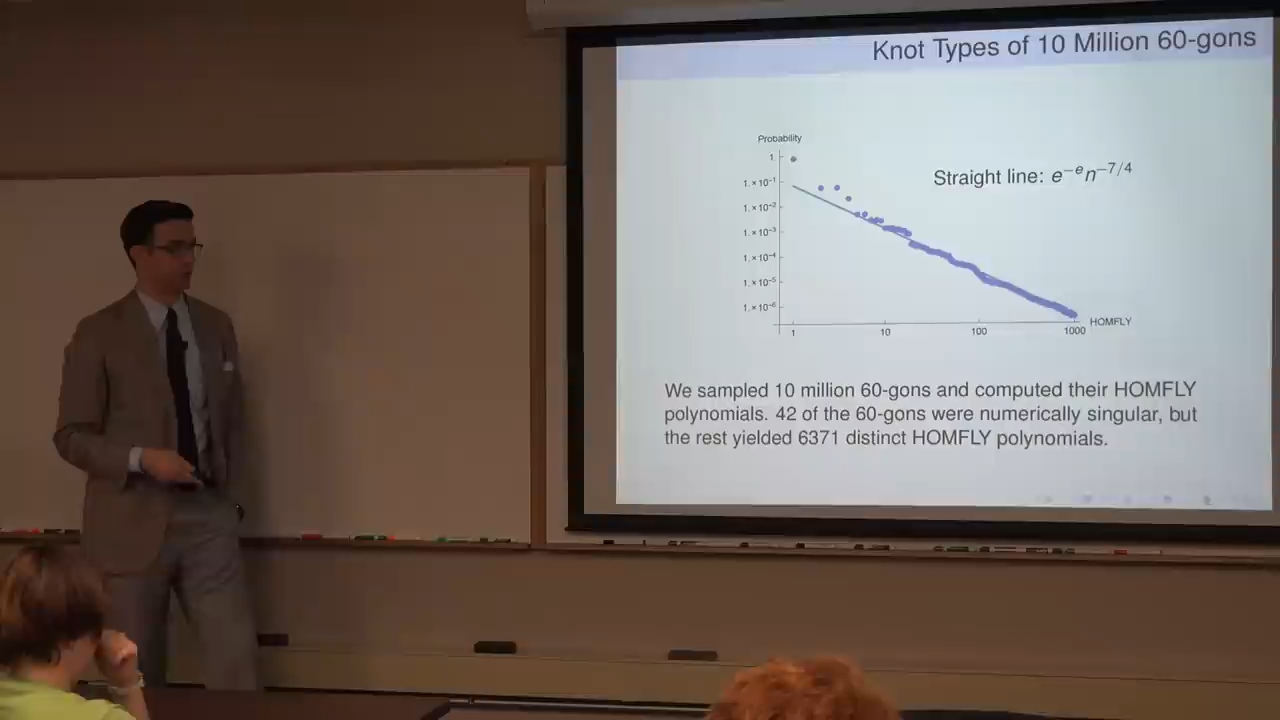 Knot Types of 10 Million 60-gons
Probability
Straight line: e⁻ᵉn⁻⁷/⁴
1
1. × 10⁻¹
1. × 10⁻²
1. × 10⁻³
1. × 10⁻⁴
1. × 10⁻⁵
1. × 10⁻⁶
1 10 100 1000 HOMFLY
We sampled 10 million 60-gons and computed their HOMFLY
polynomials. 42 of the 60-gons were numerically singular, but
the rest yielded 6371 distinct HOMFLY polynomials.